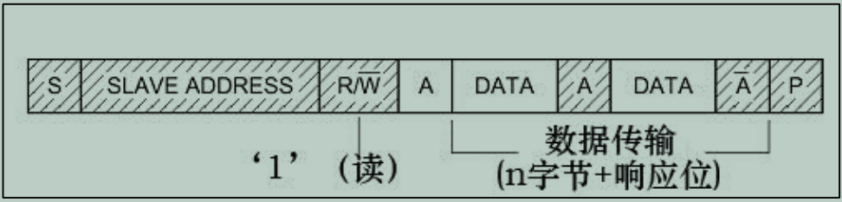 S SLAVE ADDRESS R/W̅ A DATA A DATA A̅ P
‘1’ (读) 数据传输
(n字节+响应位)